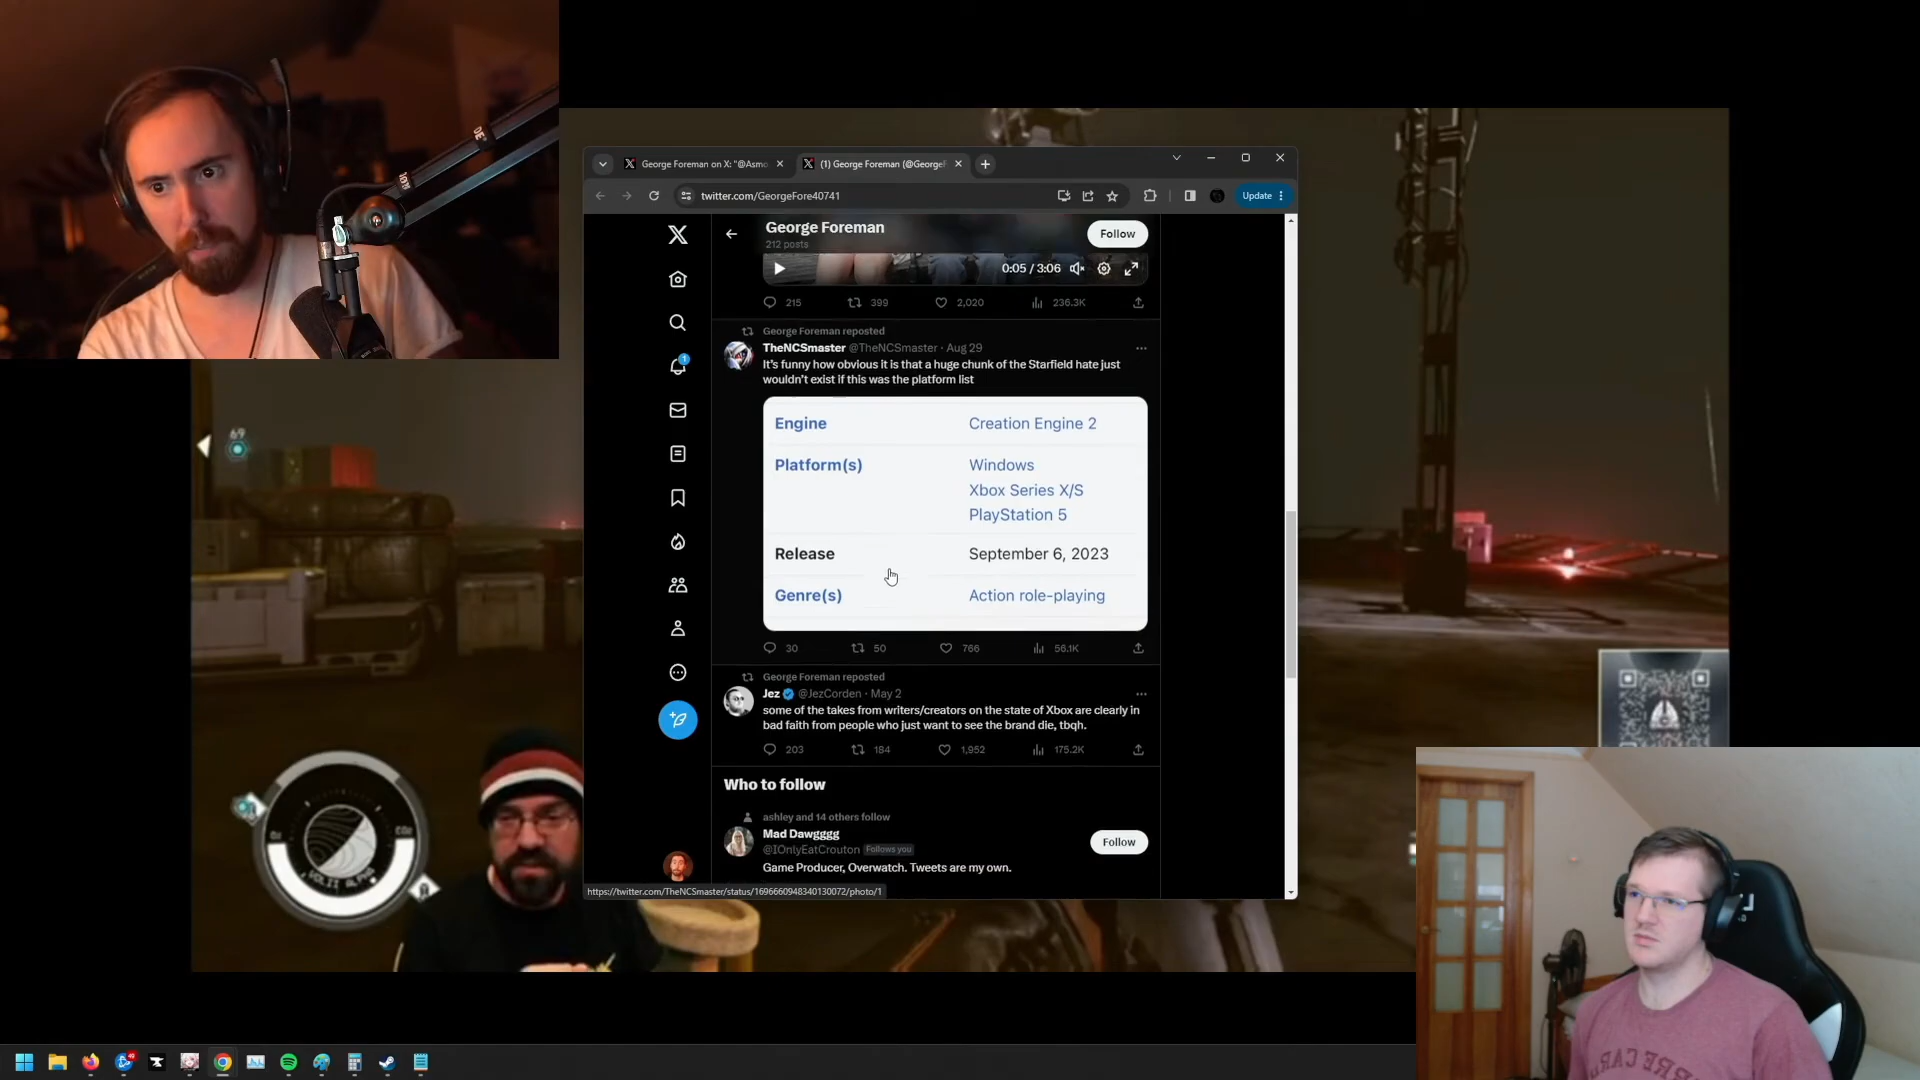 George Foreman on X: "@Asmo
(1) George Foreman (@GeorgeF
twitter.com/GeorgeFore40741
Update
George Foreman
212 posts
Follow
0:05 / 3:06
215 399 2,020 236.3K
George Foreman reposted
TheNCSmaster @TheNCSmaster · Aug 29
It's funny how obvious it is that a huge chunk of the Starfield hate just
wouldn't exist if this was the platform list
Engine Creation Engine 2
Platform(s) Windows
Xbox Series X/S
PlayStation 5
Release September 6, 2023
Genre(s) Action role-playing
30 50 766 56.1K
George Foreman reposted
Jez @JezCorden · May 2
some of the takes from writers/creators on the state of Xbox are clearly in
bad faith from people who just want to see the brand die, tbqh.
203 184 1,952 175.2K
Who to follow
ashley and 14 others follow
Mad Dawgggg
@IOnlyEatCrouton Follows you
Follow
Game Producer, Overwatch. Tweets are my own.
https://twitter.com/TheNCSmaster/status/1696660948340130072/photo/1
69
VOLII ALPHA